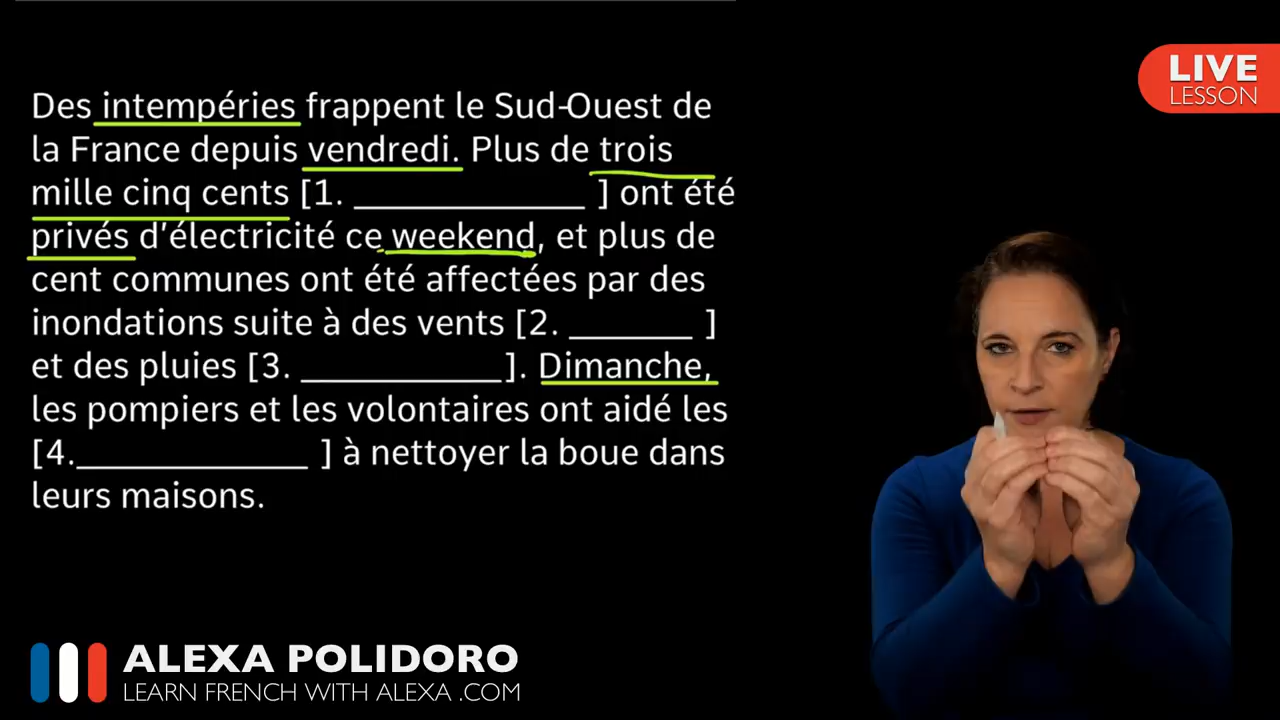 Des intempéries frappent le Sud-Ouest de
la France depuis vendredi. Plus de trois
mille cinq cents [1. _____________ ] ont été
privés d'électricité ce weekend, et plus de
cent communes ont été affectées par des
inondations suite à des vents [2. _______ ]
et des pluies [3. ___________]. Dimanche,
les pompiers et les volontaires ont aidé les
[4._____________ ] à nettoyer la boue dans
leurs maisons.
LIVE
LESSON
ALEXA POLIDORO
LEARN FRENCH WITH ALEXA .COM